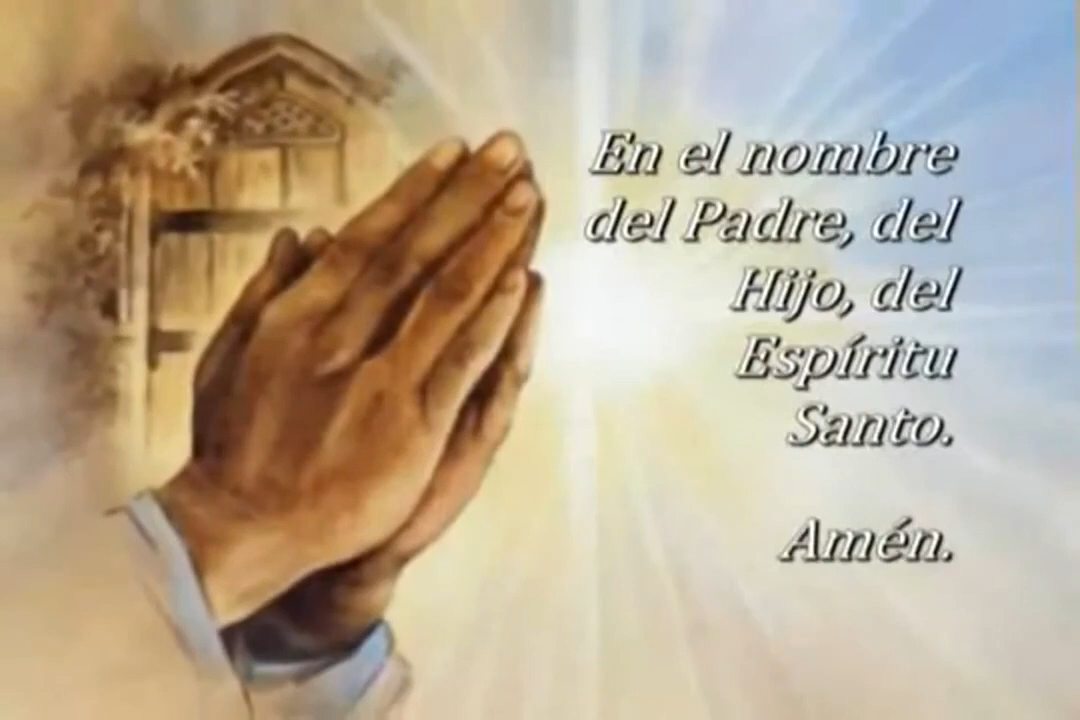 En el nombre
del Padre, del
Hijo, del
Espíritu
Santo.
Amén.